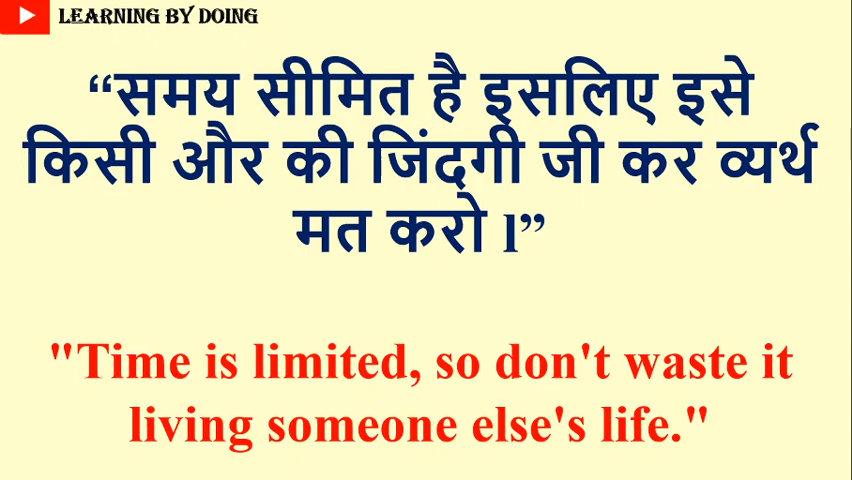 LEARNING BY DOING
“समय सीमित है इसलिए इसे
किसी और की जिंदगी जी कर व्यर्थ
मत करो l”
"Time is limited, so don't waste it
living someone else's life."